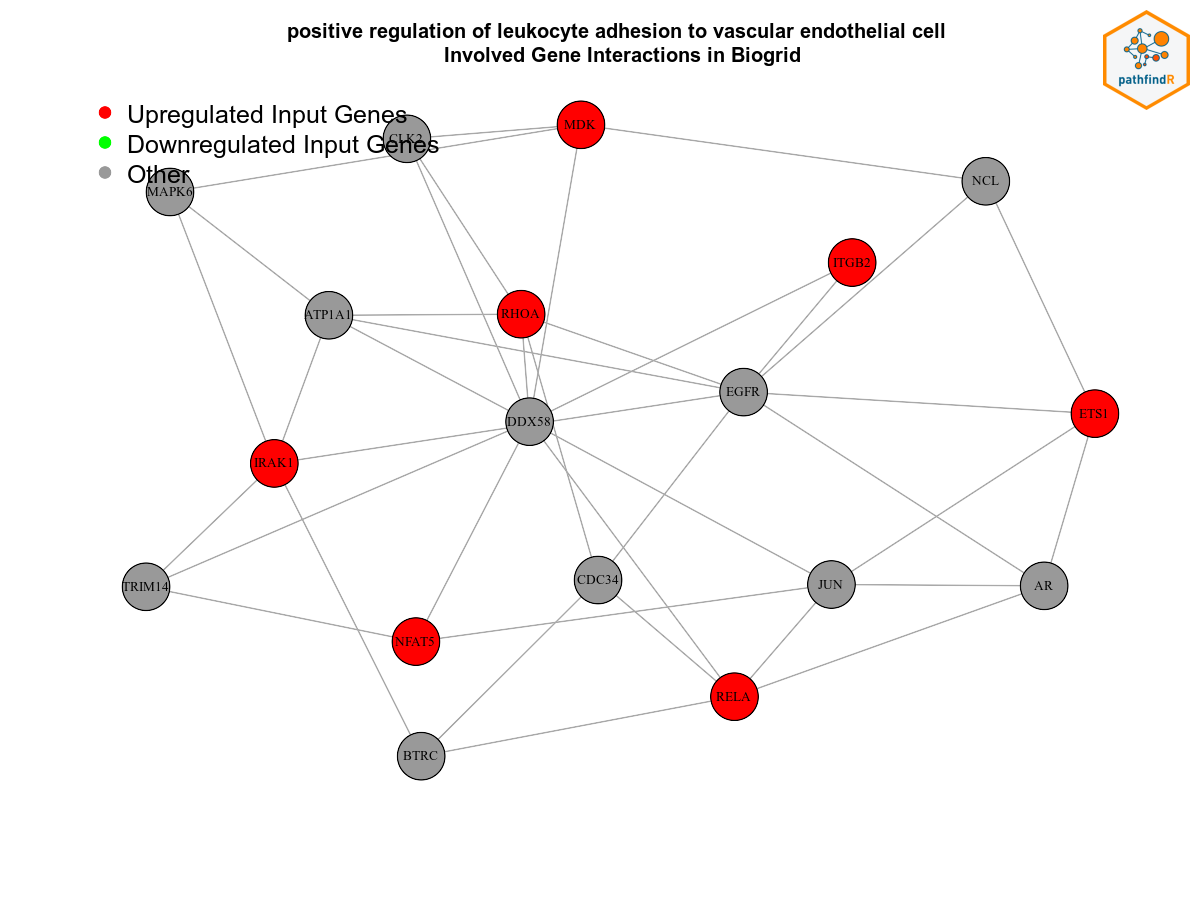 positive regulation of leukocyte adhesion to vascular endothelial cell
Involved Gene Interactions in Biogrid
pathfindR
Upregulated Input Genes
Downregulated Input Genes
Other
MDK
CLK2
NCL
MAPK6
ITGB2
RHOA
ATP1A1
EGFR
ETS1
DDX58
IRAK1
CDC34
JUN
AR
TRIM14
NFAT5
RELA
BTRC